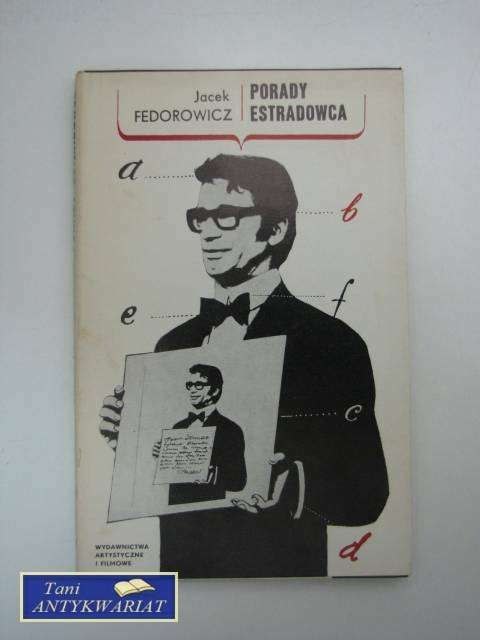 Jacek
FEDOROWICZ
PORADY
ESTRADOWCA
a
b
e
f
c
d
WYDAWNICTWA
ARTYSTYCZNE
I FILMOWE
Tani
ANTYKWARIAT